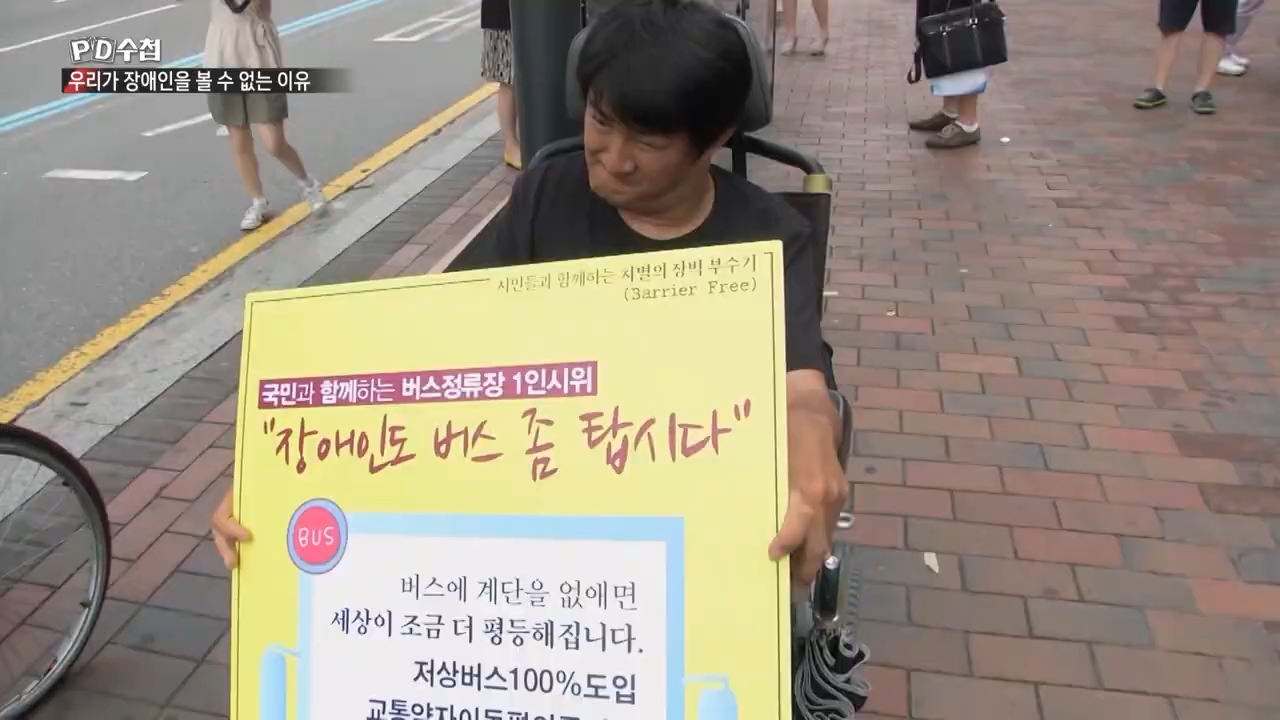 PD수첩
우리가 장애인을 볼 수 없는 이유
시민들과 함께하는 차별의 장벽 부수기
(Barrier Free)
국민과 함께하는 버스정류장 1인시위
"장애인도 버스 좀 탑시다"
BUS
버스에 계단을 없애면
세상이 조금 더 평등해집니다.
저상버스100%도입